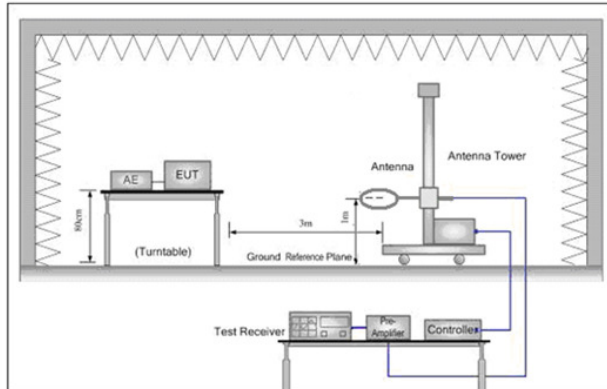 Antenna
Antenna Tower
AE
EUT
80cm
(Turntable)
3m
1m
Ground Reference Plane
Test Receiver
Pre-
Amplifier
Controller